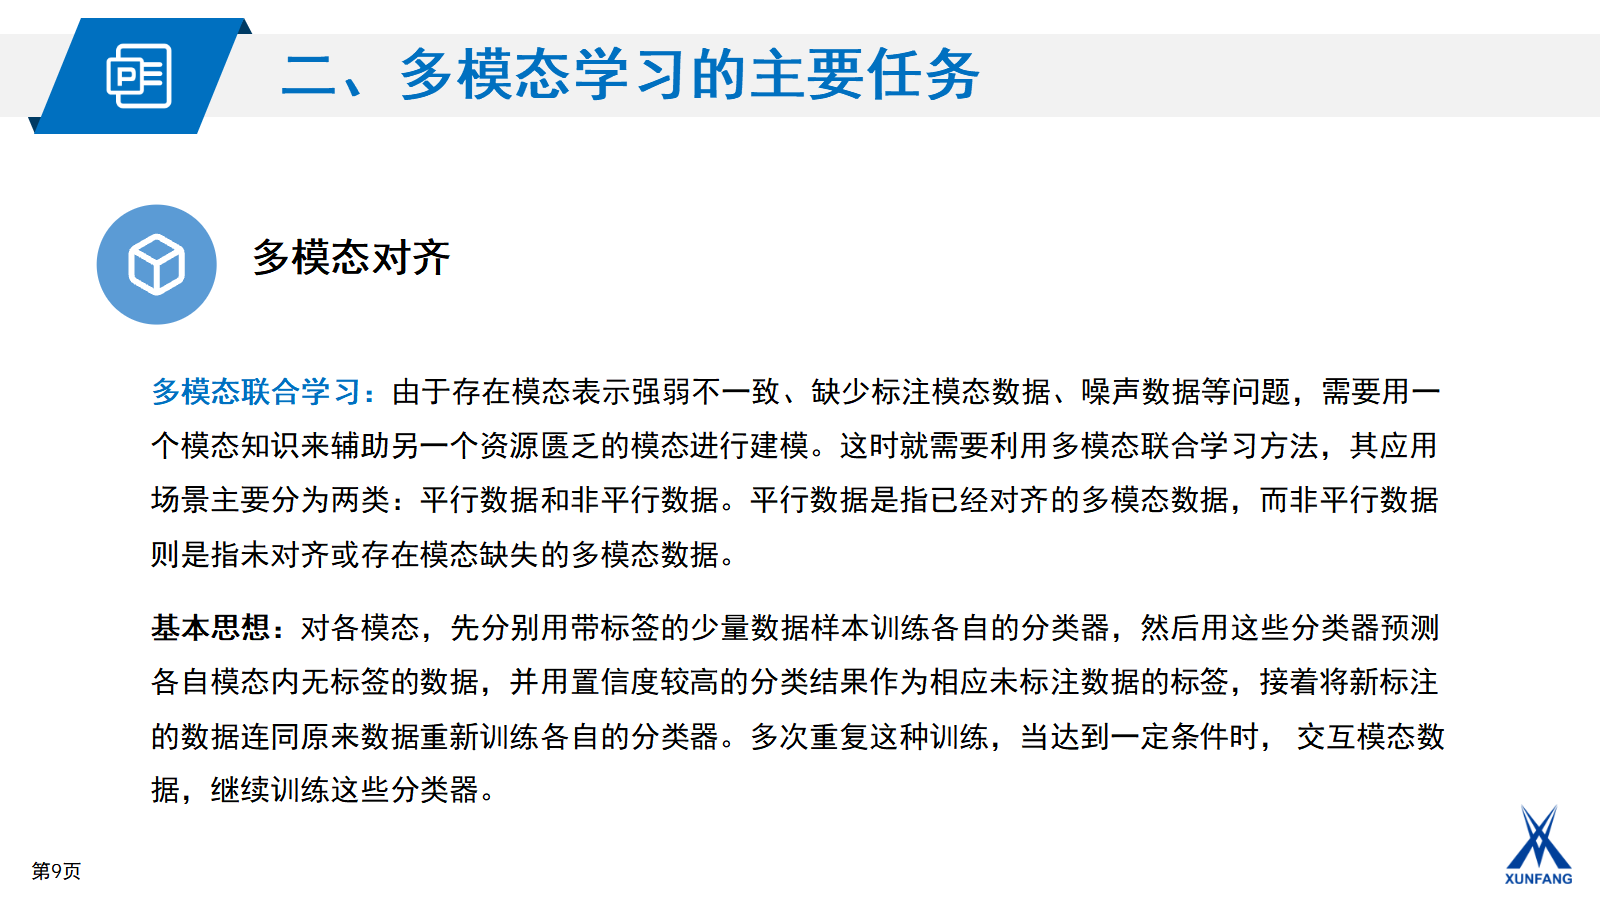 二、多模态学习的主要任务
多模态对齐
多模态联合学习：由于存在模态表示强弱不一致、缺少标注模态数据、噪声数据等问题，需要用一
个模态知识来辅助另一个资源匮乏的模态进行建模。这时就需要利用多模态联合学习方法，其应用
场景主要分为两类：平行数据和非平行数据。平行数据是指已经对齐的多模态数据，而非平行数据
则是指未对齐或存在模态缺失的多模态数据。
基本思想：对各模态，先分别用带标签的少量数据样本训练各自的分类器，然后用这些分类器预测
各自模态内无标签的数据，并用置信度较高的分类结果作为相应未标注数据的标签，接着将新标注
的数据连同原来数据重新训练各自的分类器。多次重复这种训练，当达到一定条件时， 交互模态数
据，继续训练这些分类器。
第9页
XUNFANG